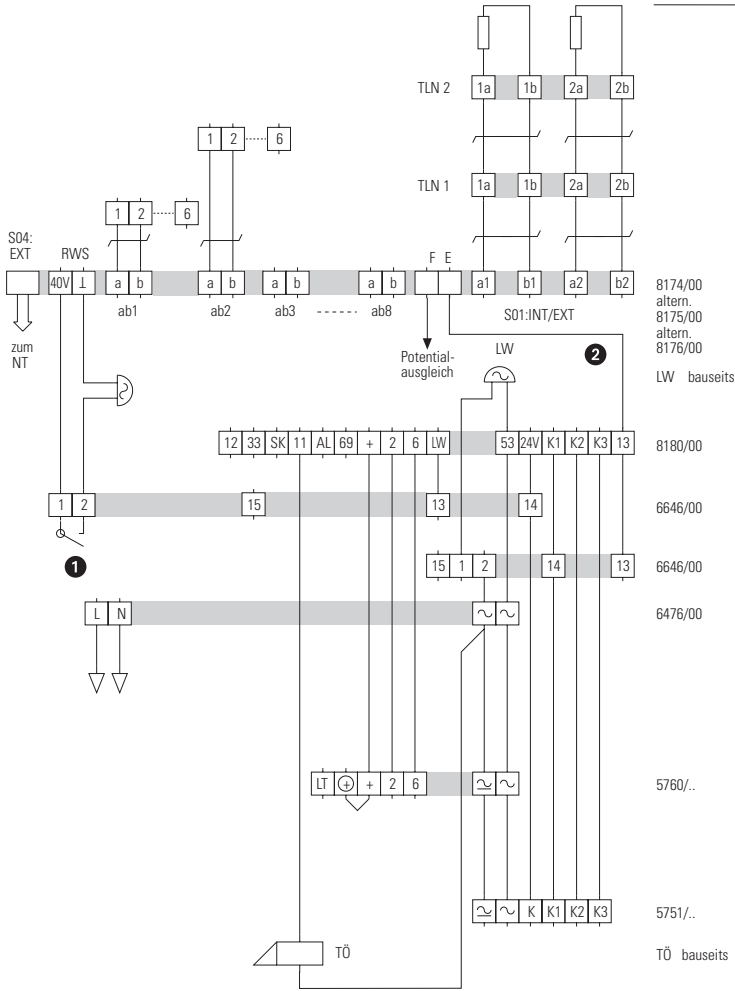 TLN 2 1a 1b 2a 2b
1 2 6
TLN 1 1a 1b 2a 2b
1 2 6
S04:
EXT
RWS
F E
40V ⊥ a b a b a b a b a1 b1 a2 b2
8174/00
altern.
8175/00
altern.
8176/00
ab1 ab2 ab3 ----- ab8
S01:INT/EXT
zum
NT
Potential-
ausgleich
LW
2
LW bauseits
12 33 SK 11 AL 69 + 2 6 LW 53 24V K1 K2 K3 13 8180/00
1 2 15 13 14 6646/00
1
15 1 2 14 13 6646/00
L N ~ ~ 6476/00
LT + + 2 6 ≃ ~ 5760/..
≃ ~ K K1 K2 K3 5751/..
TÖ
TÖ bauseits